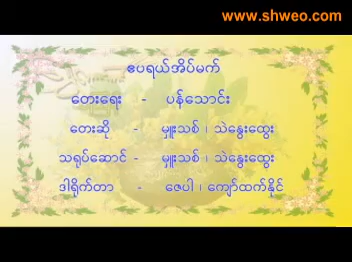 www.shweo.com
ဧပရယ်အိပ်မက်
တေးရေး - ပန်သောင်း
တေးဆို - မှူးသစ် ၊ သဲနွေးထွေး
သရုပ်ဆောင် - မှူးသစ် ၊ သဲနွေးထွေး
ဒါရိုက်တာ - ဇေပါ ၊ ကျော်ထက်နိုင်